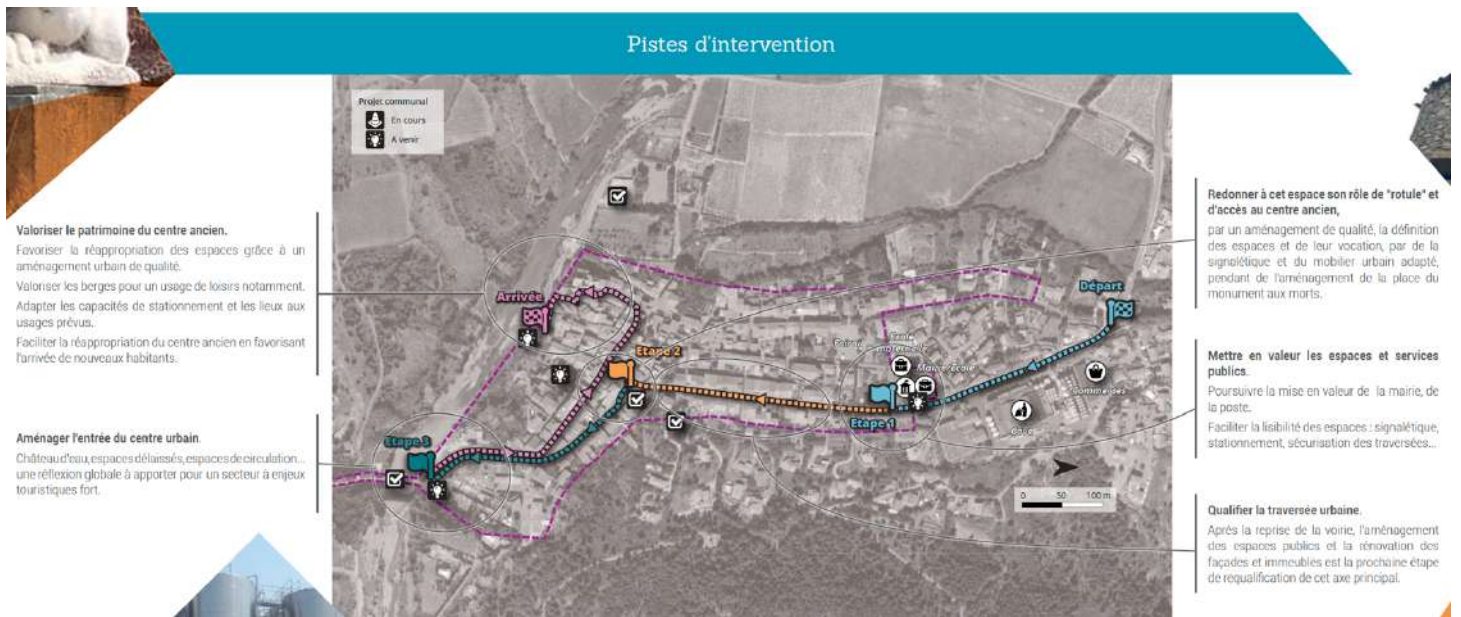 Pistes d'intervention
Projet communal
En cours
A venir
Valoriser le patrimoine du centre ancien.
Favoriser la réappropriation des espaces grâce à un
aménagement urbain de qualité.
Valoriser les berges pour un usage de loisirs notamment.
Adapter les capacités de stationnement et les lieux aux
usages prévus.
Faciliter la réappropriation du centre ancien en favorisant
l'arrivée de nouveaux habitants.
Aménager l'entrée du centre urbain.
Château d'eau, espaces délaissés, espaces de circulation...
une réflexion globale à apporter pour un secteur à enjeux
touristiques fort.
Arrivée
Etape 2
Etape 3
Départ
Etape 1
Commerces
0 50 100 m
Redonner à cet espace son rôle de "rotule" et
d'accès au centre ancien,
par un aménagement de qualité, la définition
des espaces et de leur vocation, par de la
signalétique et du mobilier urbain adapté,
pendant de l'aménagement de la place du
monument aux morts.
Mettre en valeur les espaces et services
publics.
Poursuivre la mise en valeur de la mairie, de
la poste.
Faciliter la lisibilité des espaces : signalétique,
stationnement, sécurisation des traversées...
Qualifier la traversée urbaine.
Après la reprise de la voirie, l'aménagement
des espaces publics et la rénovation des
façades et immeubles est la prochaine étape
de requalification de cet axe principal.